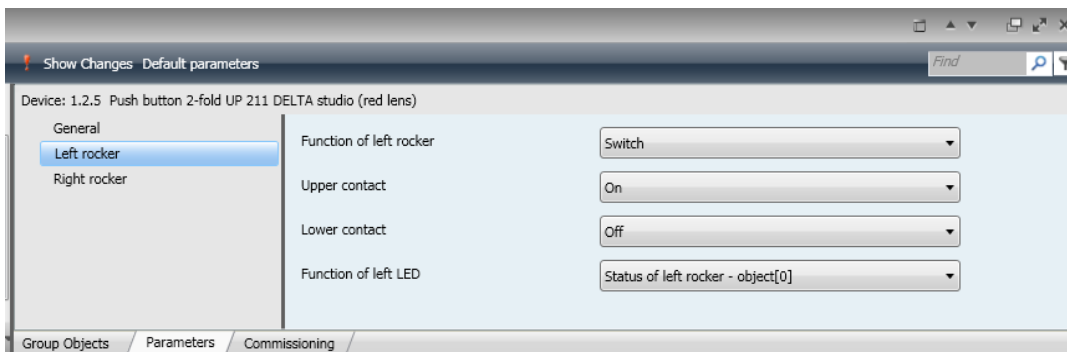 Show Changes Default parameters
Find
Device: 1.2.5 Push button 2-fold UP 211 DELTA studio (red lens)
General
Left rocker
Right rocker
Function of left rocker
Switch
Upper contact
On
Lower contact
Off
Function of left LED
Status of left rocker - object[0]
Group Objects
Parameters
Commissioning